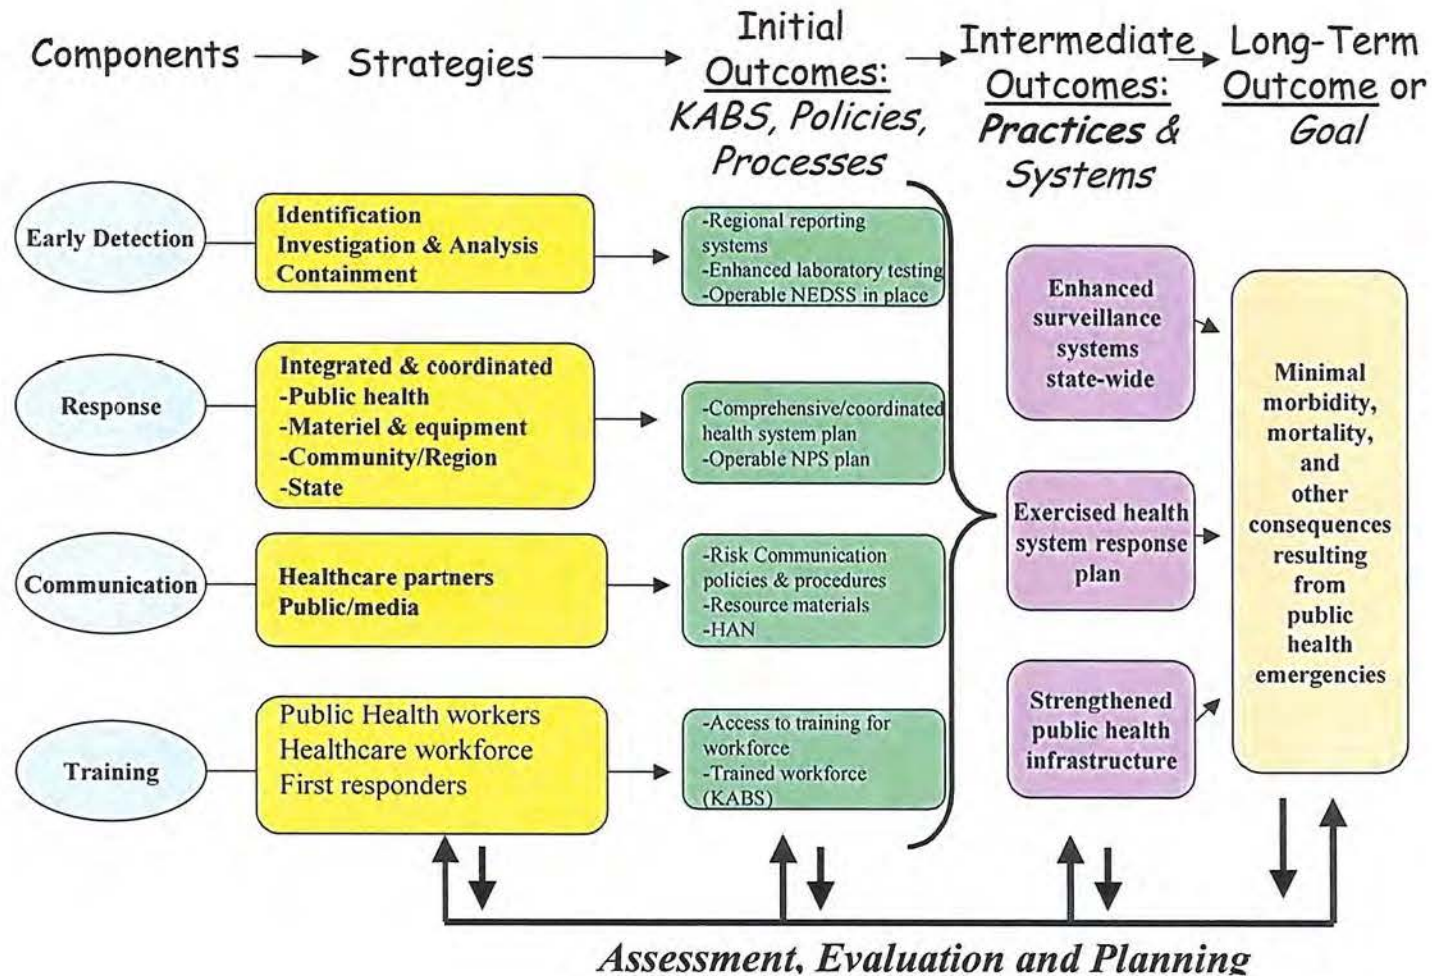 Components
Strategies
Initial
Outcomes:
KABS, Policies,
Processes
Intermediate
Outcomes:
Practices &
Systems
Long-Term
Outcome or
Goal
Early Detection
Identification
Investigation & Analysis
Containment
-Regional reporting
systems
-Enhanced laboratory testing
-Operable NEDSS in place
Response
Integrated & coordinated
-Public health
-Materiel & equipment
-Community/Region
-State
-Comprehensive/coordinated
health system plan
-Operable NPS plan
Communication
Healthcare partners
Public/media
-Risk Communication
policies & procedures
-Resource materials
-HAN
Training
Public Health workers
Healthcare workforce
First responders
-Access to training for
workforce
-Trained workforce
(KABS)
Enhanced
surveillance
systems
state-wide
Exercised health
system response
plan
Strengthened
public health
infrastructure
Minimal
morbidity,
mortality,
and
other
consequences
resulting
from
public
health
emergencies
Assessment, Evaluation and Planning